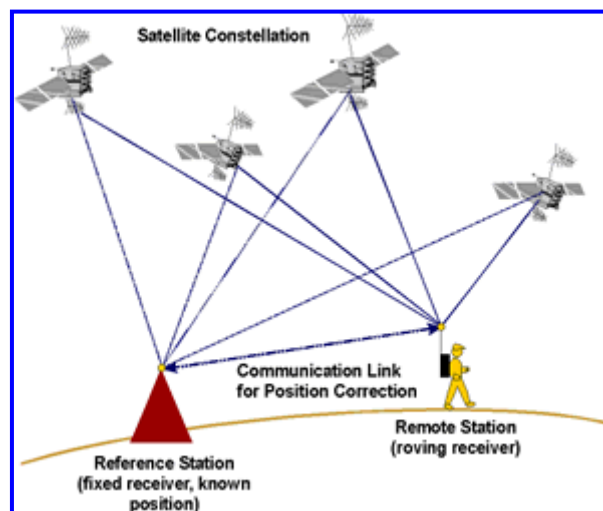 Satellite Constellation
Communication Link
for Position Correction
Remote Station
(roving receiver)
Reference Station
(fixed receiver, known
position)